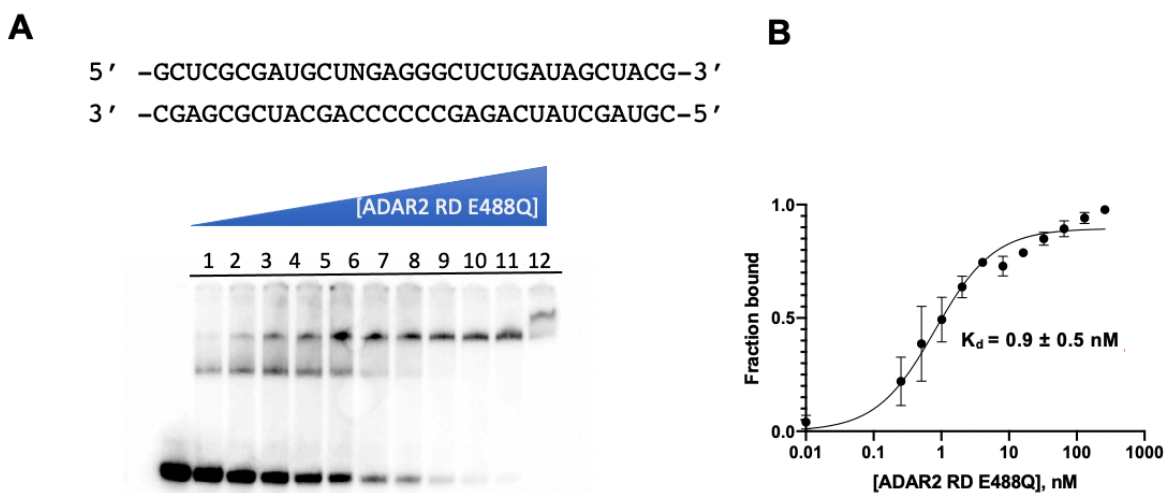 A
5′ -GCUCGCGAUGCUNGAGGGCUCUGAUAGCUACG-3′
3′ -CGAGCGCUACGACCCCCCGAGACUAUCGAUGC-5′
[ADAR2 RD E488Q]
1 2 3 4 5 6 7 8 9 10 11 12
B
Fraction bound
1.0
0.5
0.0
K_d = 0.9 ± 0.5 nM
0.01 0.1 1 10 100 1000
[ADAR2 RD E488Q], nM